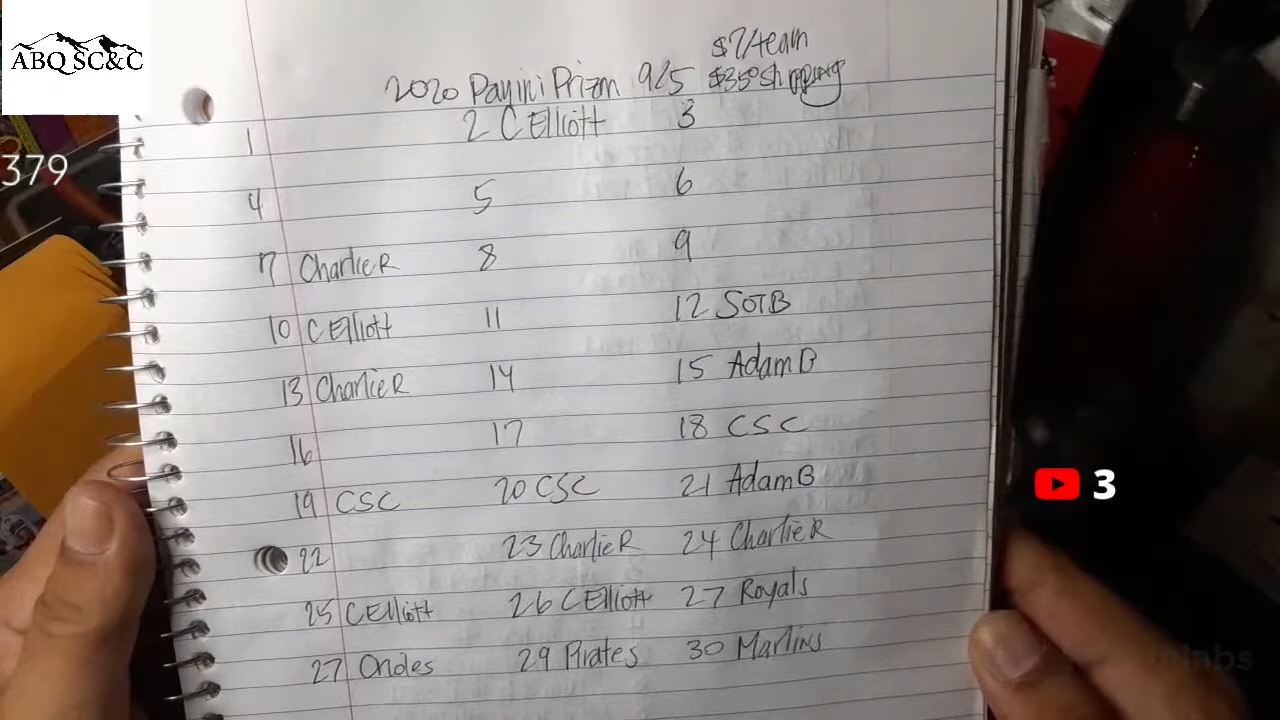 ABQ SC&C
379
$7/team
2020 Panini Prizm 9/5 $3.50 shipping
1 2 C Elliott 3
4 5 6
7 Charlie R 8 9
10 C Elliott 11 12 SOTB
13 Charlie R 14 15 Adam B
16 17 18 CSC
19 CSC 20 CSC 21 Adam B
22 23 Charlie R 24 Charlie R
25 C Elliott 26 C Elliott 27 Royals
27 Orioles 29 Pirates 30 Marlins
3